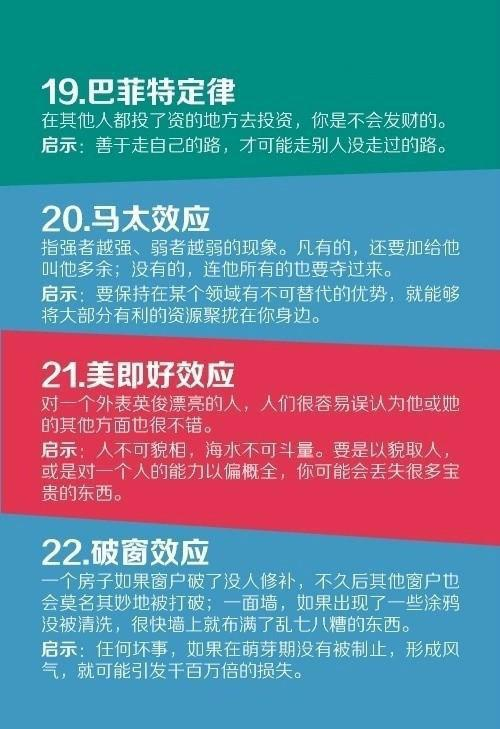 19.巴菲特定律
在其他人都投了资的地方去投资，你是不会发财的。
启示：善于走自己的路，才可能走别人没走过的路。
20.马太效应
指强者越强、弱者越弱的现象。凡有的，还要加给他
叫他多余；没有的，连他所有的也要夺过来。
启示：要保持在某个领域有不可替代的优势，就能够
将大部分有利的资源聚拢在你身边。
21.美即好效应
对一个外表英俊漂亮的人，人们很容易误认为他或她
的其他方面也很不错。
启示：人不可貌相，海水不可斗量。要是以貌取人，
或是对一个人的能力以偏概全，你可能会丢失很多宝
贵的东西。
22.破窗效应
一个房子如果窗户破了没人修补，不久后其他窗户也
会莫名其妙地被打破；一面墙，如果出现了一些涂鸦
没被清洗，很快墙上就布满了乱七八糟的东西。
启示：任何坏事，如果在萌芽期没有被制止，形成风
气，就可能引发千百万倍的损失。